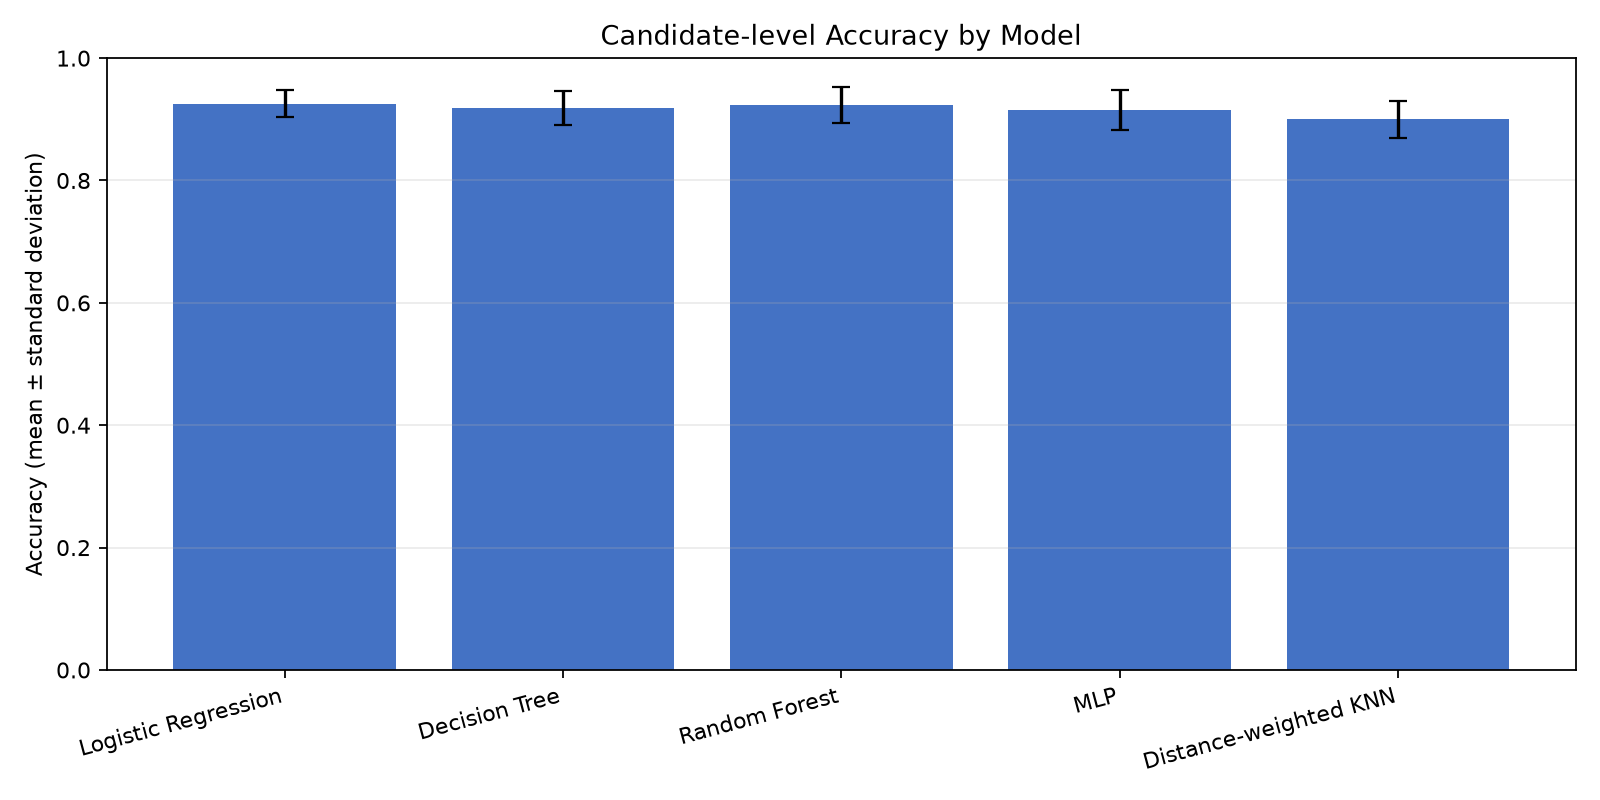 Candidate-level Accuracy by Model
Accuracy (mean ± standard deviation)
1.0
0.8
0.6
0.4
0.2
0.0
Logistic Regression
Decision Tree
Random Forest
MLP
Distance-weighted KNN